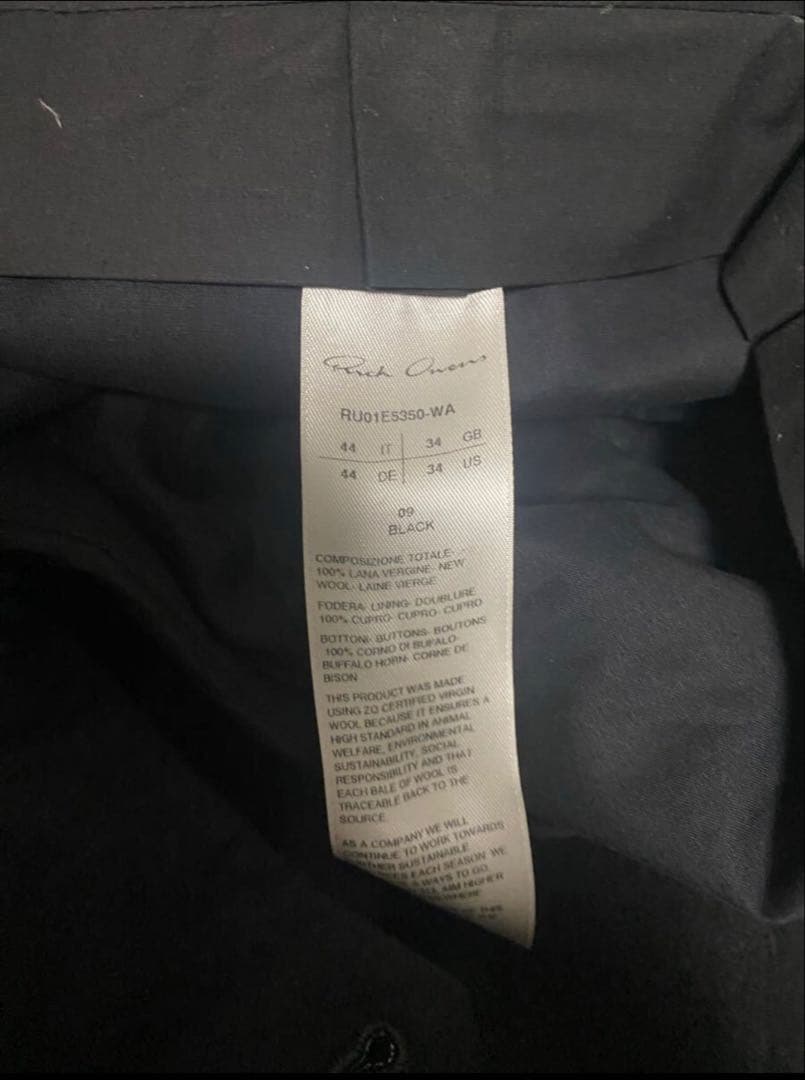 Rick Owens
RU01E5350-WA
44 IT 34 GB
44 DE 34 US
09
BLACK
COMPOSIZIONE TOTALE-
100% LANA VERGINE- NEW
WOOL- LAINE VIERGE
FODERA- LINING- DOUBLURE
100% CUPRO- CUPRO- CUPRO
BOTTONI- BUTTONS- BOUTONS
100% CORNO DI BUFALO-
BUFFALO HORN- CORNE DE
BISON
THIS PRODUCT WAS MADE
USING ZQ CERTIFIED VIRGIN
WOOL BECAUSE IT ENSURES A
HIGH STANDARD IN ANIMAL
WELFARE, ENVIRONMENTAL
SUSTAINABILITY, SOCIAL
RESPONSIBILITY AND THAT
EACH BALE OF WOOL IS
TRACEABLE BACK TO THE
SOURCE
AS A COMPANY WE WILL
CONTINUE TO WORK TOWARDS
SUSTAINABLE
EACH SEASON. WE
WAYS TO GO
AIM HIGHER